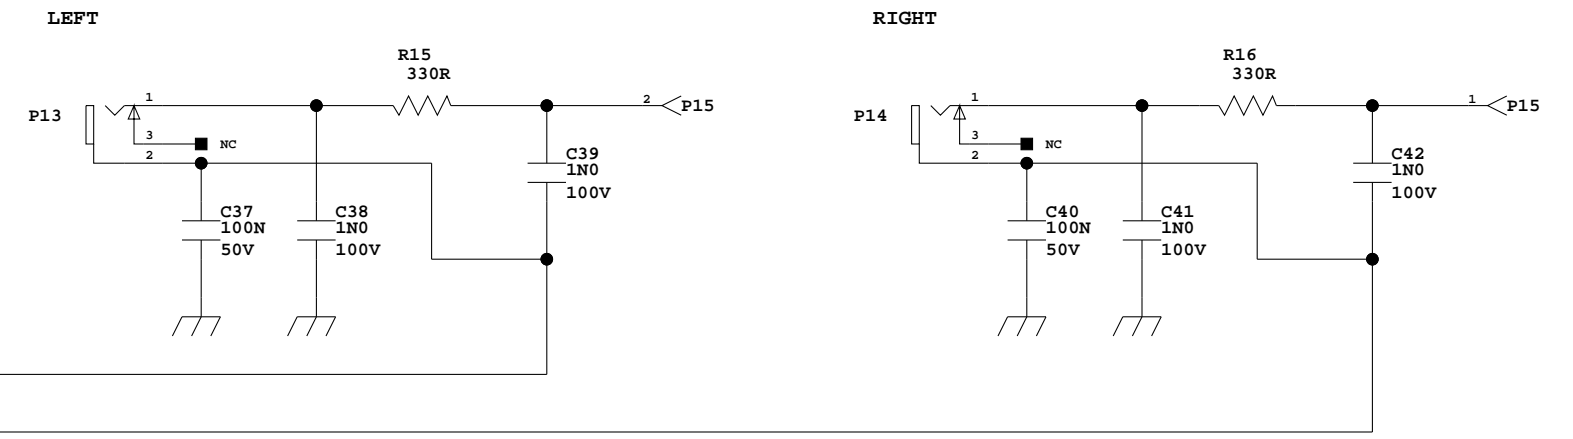 LEFT
RIGHT
R15
330R
R16
330R
P13
1
2
P15
P14
1
1
P15
3
NC
2
3
NC
2
C39
1N0
100V
C42
1N0
100V
C37
100N
50V
C38
1N0
100V
C40
100N
50V
C41
1N0
100V